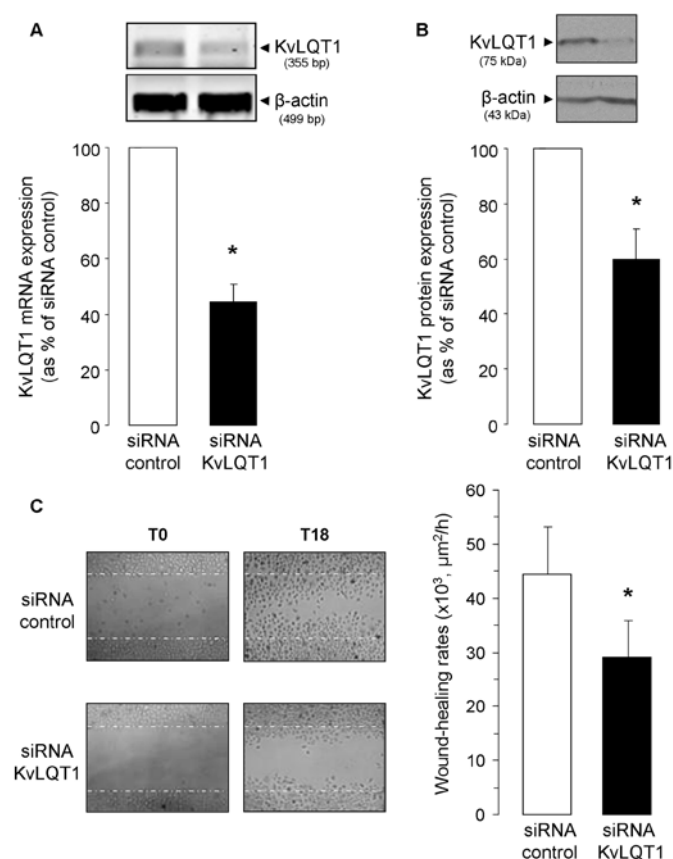 A
KvLQT1
(355 bp)
β-actin
(499 bp)
KvLQT1 mRNA expression
(as % of siRNA control)
100
80
60
40
20
0
*
siRNA
control
siRNA
KvLQT1
B
KvLQT1
(75 kDa)
β-actin
(43 kDa)
KvLQT1 protein expression
(as % of siRNA control)
100
80
60
40
20
0
*
siRNA
control
siRNA
KvLQT1
C
T0
T18
siRNA
control
siRNA
KvLQT1
Wound-healing rates (x10³, µm²/h)
60
50
40
30
20
10
0
*
siRNA
control
siRNA
KvLQT1